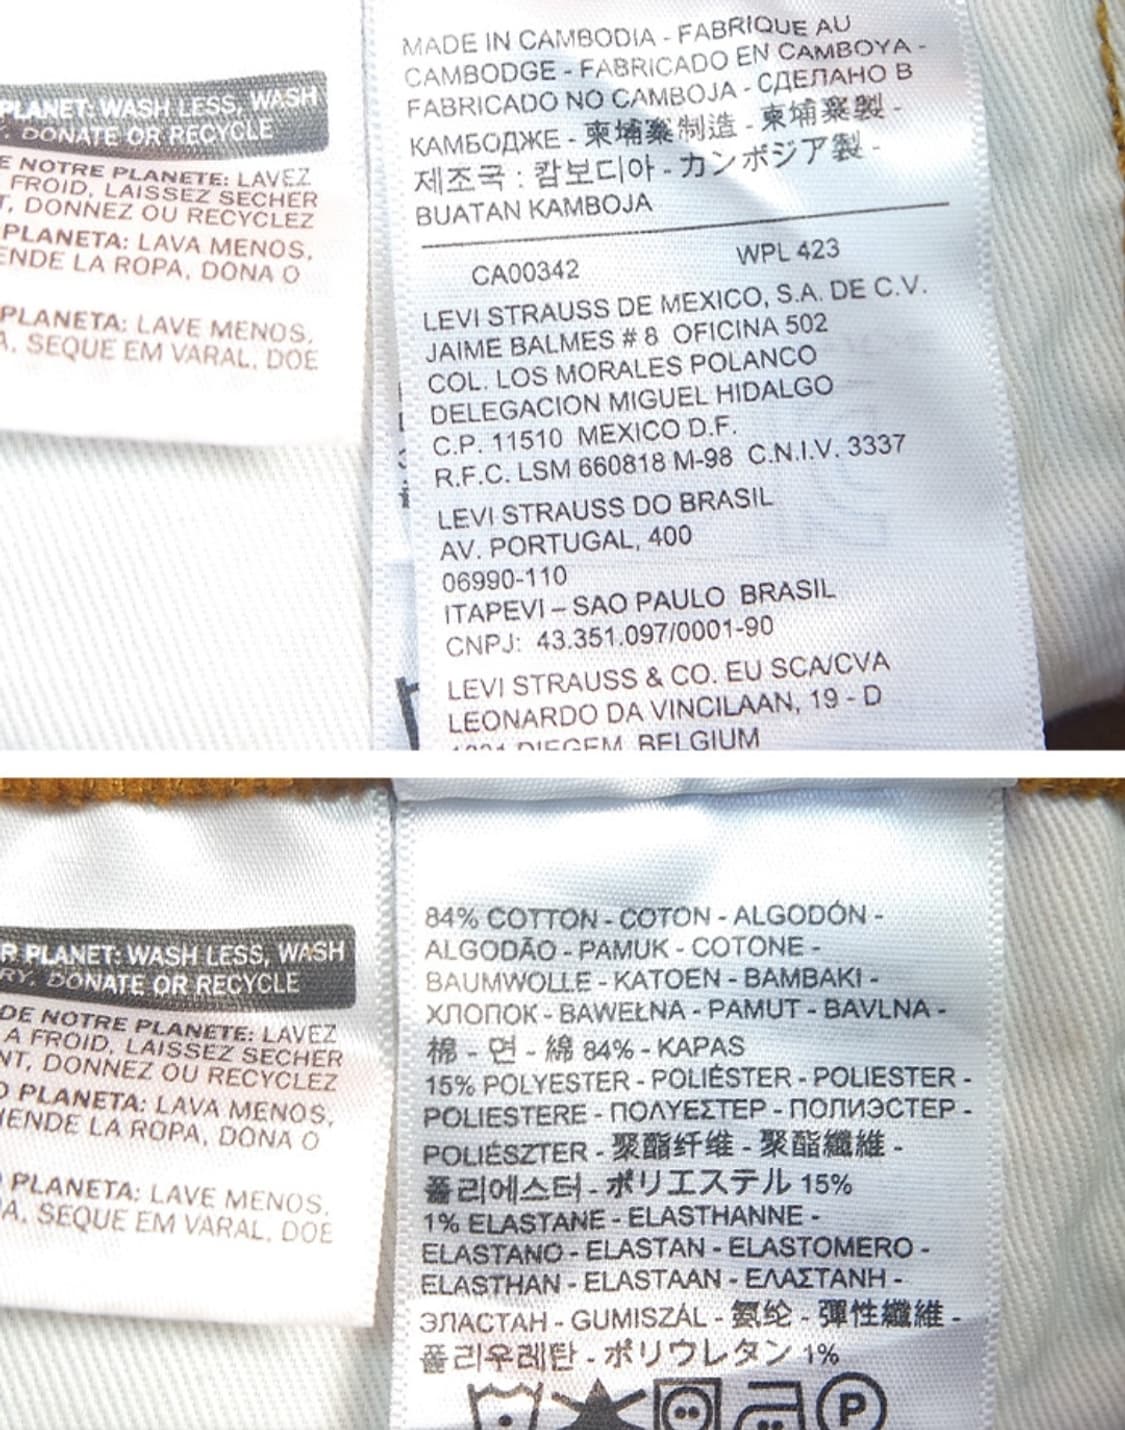 PLANET: WASH LESS, WASH
. DONATE OR RECYCLE
E NOTRE PLANETE: LAVEZ
FROID, LAISSEZ SECHER
T, DONNEZ OU RECYCLEZ
PLANETA: LAVA MENOS,
ENDE LA ROPA, DONA O
PLANETA: LAVE MENOS,
A, SEQUE EM VARAL, DOE
MADE IN CAMBODIA - FABRIQUE AU
CAMBODGE - FABRICADO EN CAMBOYA -
FABRICADO NO CAMBOJA - СДЕЛАНО В
КАМБОДЖЕ - 柬埔寨制造 - 柬埔寨製 -
제조국 : 캄보디아 - カンボジア製 -
BUATAN KAMBOJA
CA00342 WPL 423
LEVI STRAUSS DE MEXICO, S.A. DE C.V.
JAIME BALMES # 8 OFICINA 502
COL. LOS MORALES POLANCO
DELEGACION MIGUEL HIDALGO
C.P. 11510 MEXICO D.F.
R.F.C. LSM 660818 M-98 C.N.I.V. 3337
LEVI STRAUSS DO BRASIL
AV. PORTUGAL, 400
06990-110
ITAPEVI – SAO PAULO BRASIL
CNPJ: 43.351.097/0001-90
LEVI STRAUSS & CO. EU SCA/CVA
LEONARDO DA VINCILAAN, 19 - D
DIEGEM BELGIUM
R PLANET: WASH LESS, WASH
RY, DONATE OR RECYCLE
DE NOTRE PLANETE: LAVEZ
A FROID, LAISSEZ SECHER
NT, DONNEZ OU RECYCLEZ
O PLANETA: LAVA MENOS,
IENDE LA ROPA, DONA O
PLANETA: LAVE MENOS,
A, SEQUE EM VARAL, DOE
84% COTTON - COTON - ALGODÓN -
ALGODÃO - PAMUK - COTONE -
BAUMWOLLE - KATOEN - BAMBAKI -
ХЛОПОК - BAWEŁNA - PAMUT - BAVLNA -
棉 - 면 - 綿 84% - KAPAS
15% POLYESTER - POLIÉSTER - POLIESTER -
POLIESTERE - ΠΟΛΥΕΣΤΕΡ - ПОЛИЭСТЕР -
POLIÉSZTER - 聚酯纤维 - 聚酯纖維 -
폴리에스터 - ポリエステル 15%
1% ELASTANE - ELASTHANNE -
ELASTANO - ELASTAN - ELASTOMERO -
ELASTHAN - ELASTAAN - ΕΛΑΣΤΑΝΗ -
ЭЛАСТАН - GUMISZÁL - 氨纶 - 彈性纖維 -
폴리우레탄 - ポリウレタン 1%
P